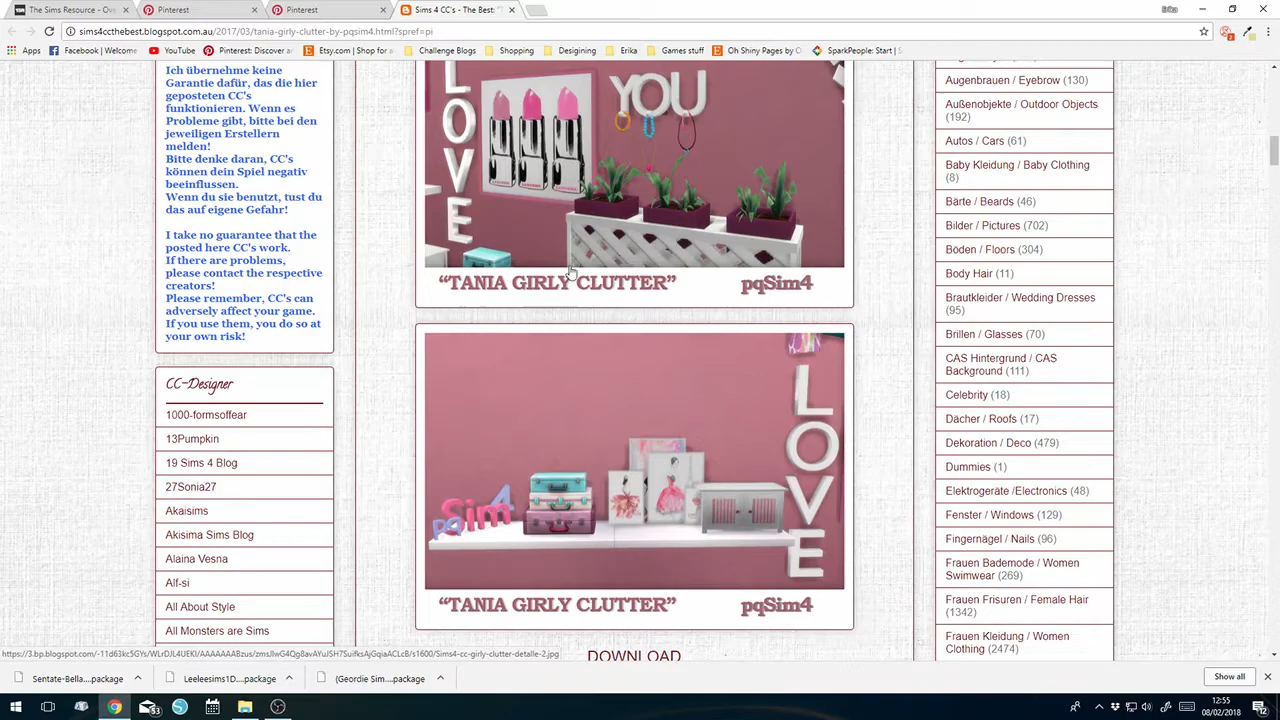 The Sims Resource - Ov
Pinterest
Pinterest
Sims 4 CC's - The Best: "
Erika
sims4ccthebest.blogspot.com.au/2017/03/tania-girly-clutter-by-pqsim4.html?spref=pi
Apps
Facebook | Welcome
YouTube
Pinterest: Discover a
Etsy.com | Shop for a
Challenge Blogs
Shopping
Desigining
Erika
Games stuff
Oh Shiny Pages by O
SparkPeople: Start | S
Ich übernehme keine
Garantie dafür, das die hier
geposteten CC's
funktionieren. Wenn es
Probleme gibt, bitte bei den
jeweiligen Erstellern
melden!
Bitte denke daran, CC's
können dein Spiel negativ
beeinflussen.
Wenn du sie benutzt, tust du
das auf eigene Gefahr!
I take no guarantee that the
posted here CC's work.
If there are problems,
please contact the respective
creators!
Please remember, CC's can
adversely affect your game.
If you use them, you do so at
your own risk!
CC-Designer
1000-formsoffear
13Pumpkin
19 Sims 4 Blog
27Sonia27
Akaisims
Akisima Sims Blog
Alaina Vesna
Alf-si
All About Style
All Monsters are Sims
LOVE
YOU
"TANIA GIRLY CLUTTER"
pqSim4
LOVE
pqSim4
"TANIA GIRLY CLUTTER"
pqSim4
DOWNLOAD
Augenbrauen / Eyebrow (130)
Außenobjekte / Outdoor Objects
(192)
Autos / Cars (61)
Baby Kleidung / Baby Clothing
(8)
Bärte / Beards (46)
Bilder / Pictures (702)
Böden / Floors (304)
Body Hair (11)
Brautkleider / Wedding Dresses
(95)
Brillen / Glasses (70)
CAS Hintergrund / CAS
Background (111)
Celebrity (18)
Dächer / Roofs (17)
Dekoration / Deco (479)
Dummies (1)
Elektrogeräte /Electronics (48)
Fenster / Windows (129)
Fingernägel / Nails (96)
Frauen Bademode / Women
Swimwear (269)
Frauen Frisuren / Female Hair
(1342)
Frauen Kleidung / Women
Clothing (2474)
Sentate-Bella....package
Leeleesims1D....package
(Geordie Sim....package
Show all
53
12:55
08/02/2018
12